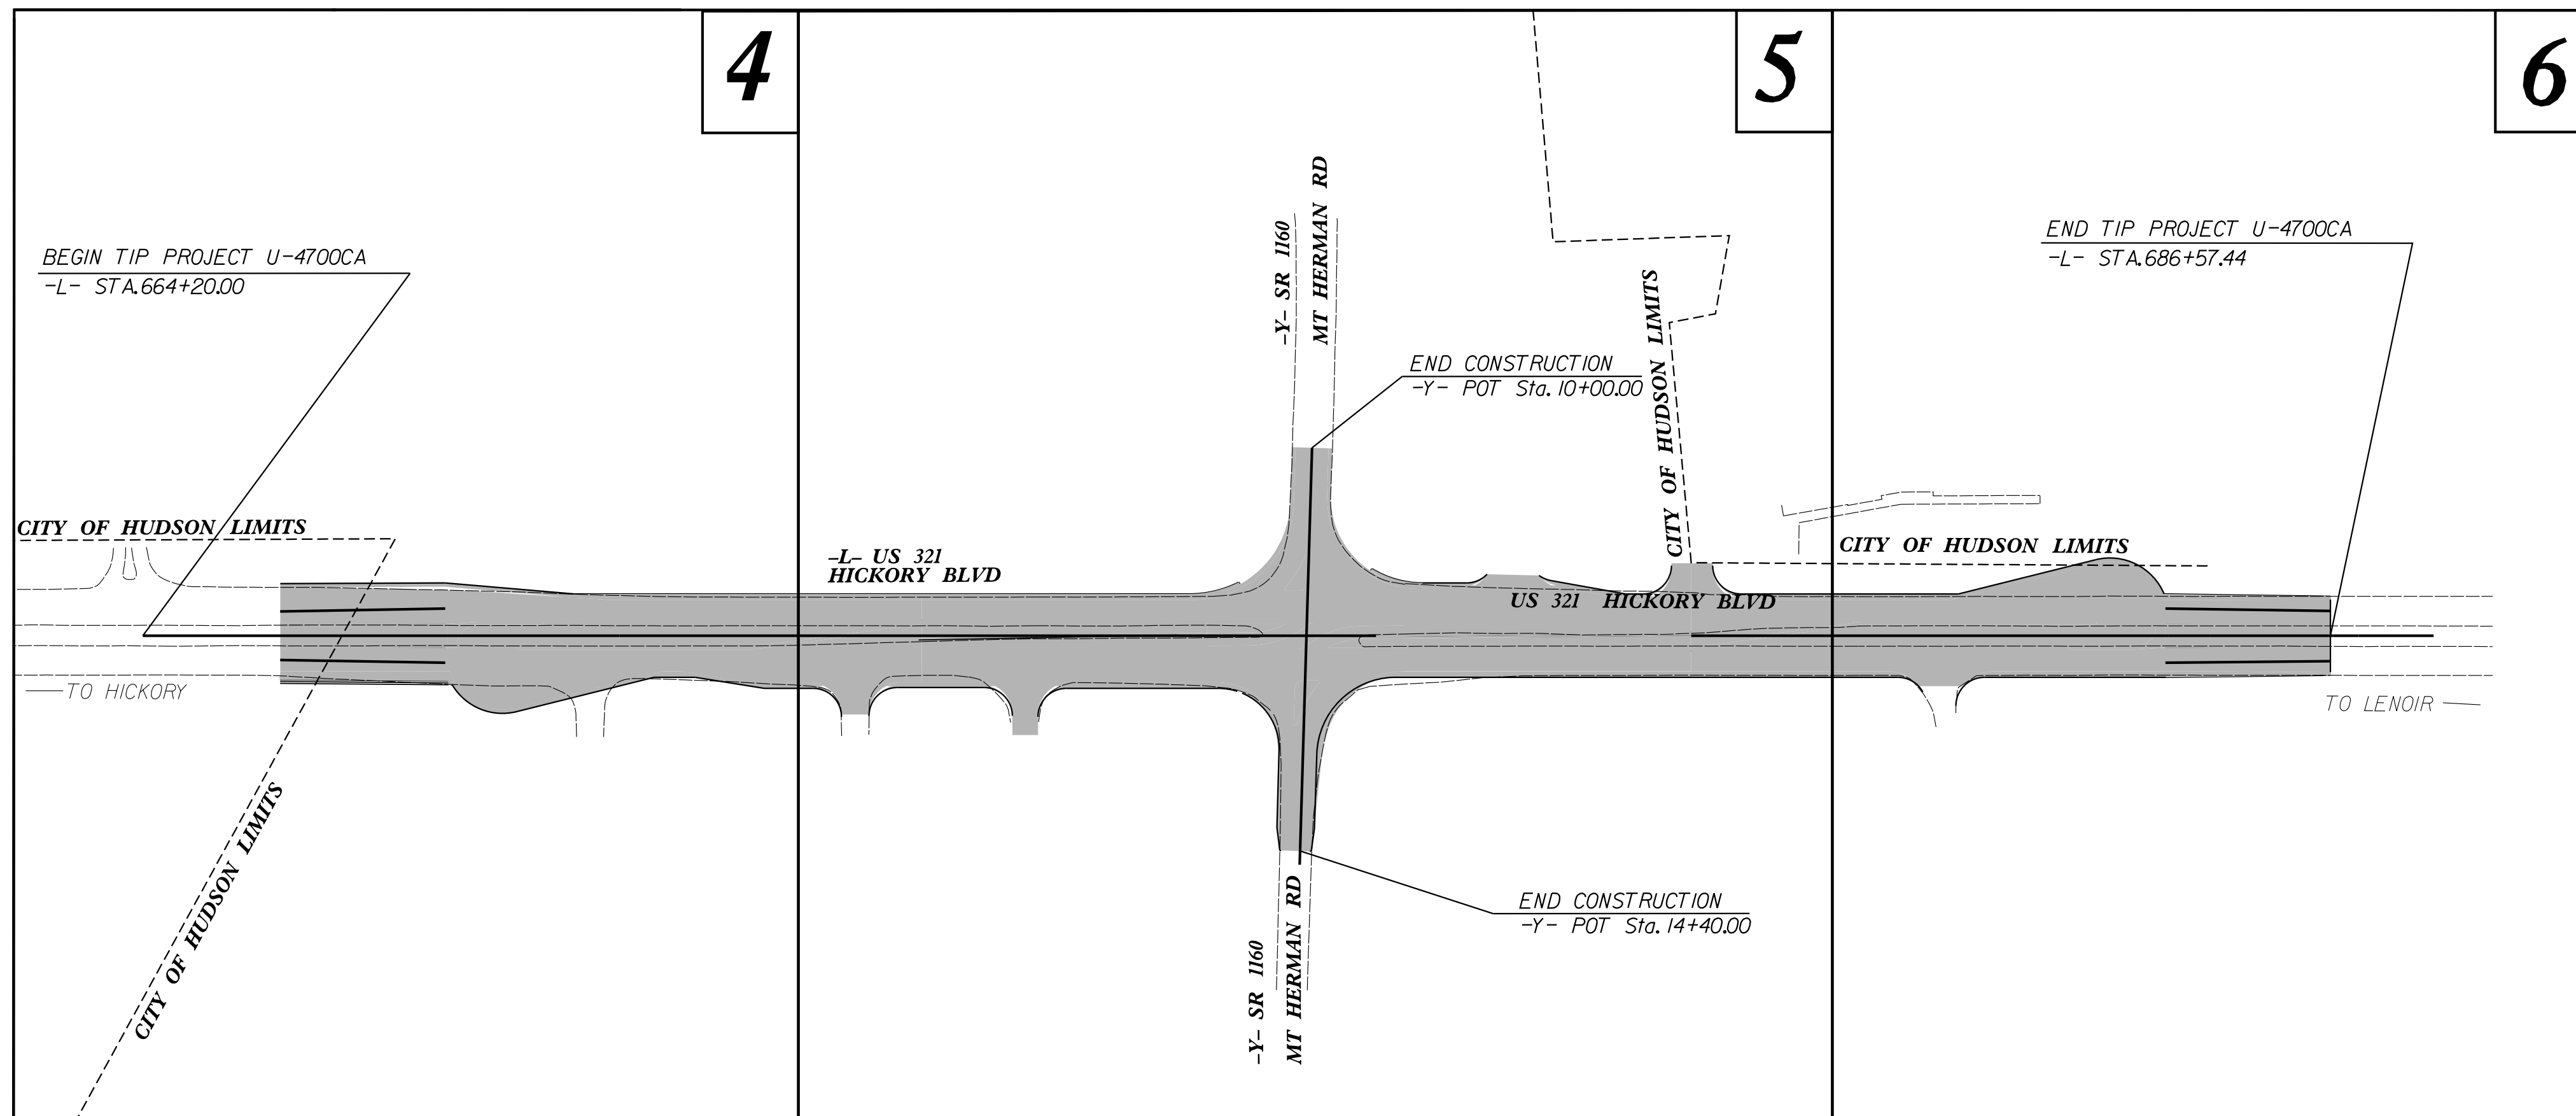 4
5
6
BEGIN TIP PROJECT U-4700CA
-L- STA.664+20.00
END TIP PROJECT U-4700CA
-L- STA.686+57.44
-Y- SR 1160
MT HERMAN RD
END CONSTRUCTION
-Y- POT Sta. 10+00.00
CITY OF HUDSON LIMITS
CITY OF HUDSON LIMITS
CITY OF HUDSON LIMITS
-L- US 321
HICKORY BLVD
US 321 HICKORY BLVD
TO HICKORY
TO LENOIR
CITY OF HUDSON LIMITS
END CONSTRUCTION
-Y- POT Sta. 14+40.00
-Y- SR 1160
MT HERMAN RD